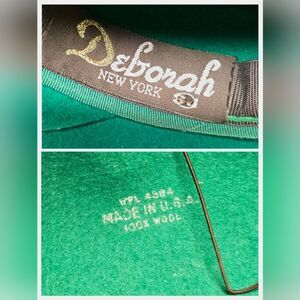 Deborah
NEW YORK
WPL 4384
MADE IN U.S.A.
100% WOOL